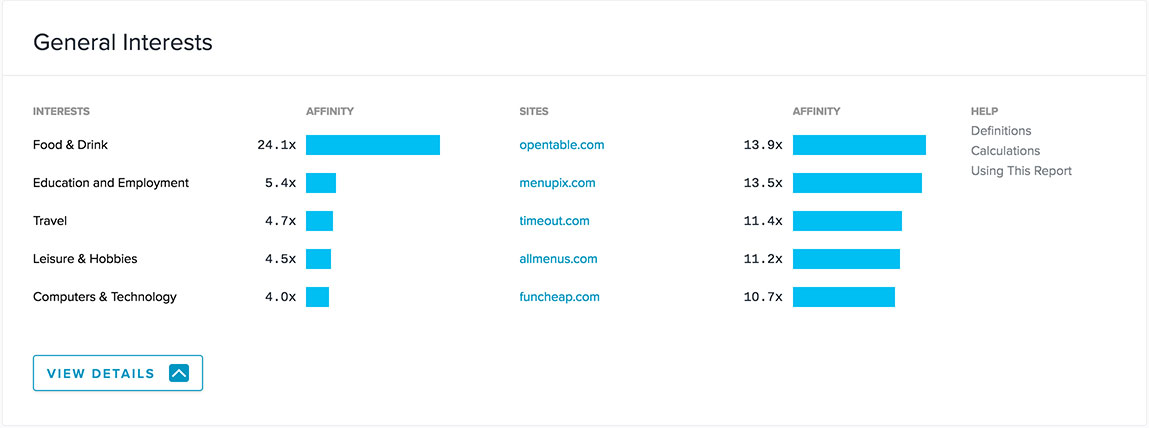 General Interests
INTERESTS AFFINITY SITES AFFINITY HELP
Food & Drink 24.1x opentable.com 13.9x Definitions
Calculations
Using This Report
Education and Employment 5.4x menupix.com 13.5x
Travel 4.7x timeout.com 11.4x
Leisure & Hobbies 4.5x allmenus.com 11.2x
Computers & Technology 4.0x funcheap.com 10.7x
VIEW DETAILS